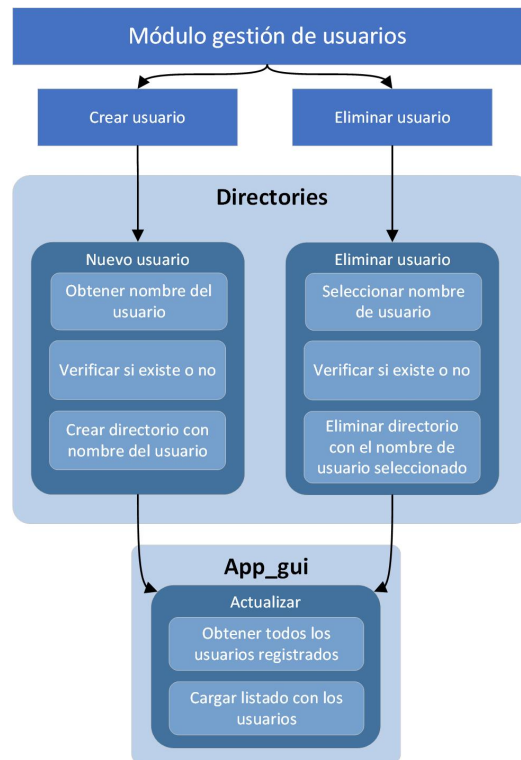 Módulo gestión de usuarios
Crear usuario
Eliminar usuario
Directories
Nuevo usuario
Obtener nombre del
usuario
Verificar si existe o no
Crear directorio con
nombre del usuario
Eliminar usuario
Seleccionar nombre
de usuario
Verificar si existe o no
Eliminar directorio
con el nombre de
usuario seleccionado
App_gui
Actualizar
Obtener todos los
usuarios registrados
Cargar listado con los
usuarios